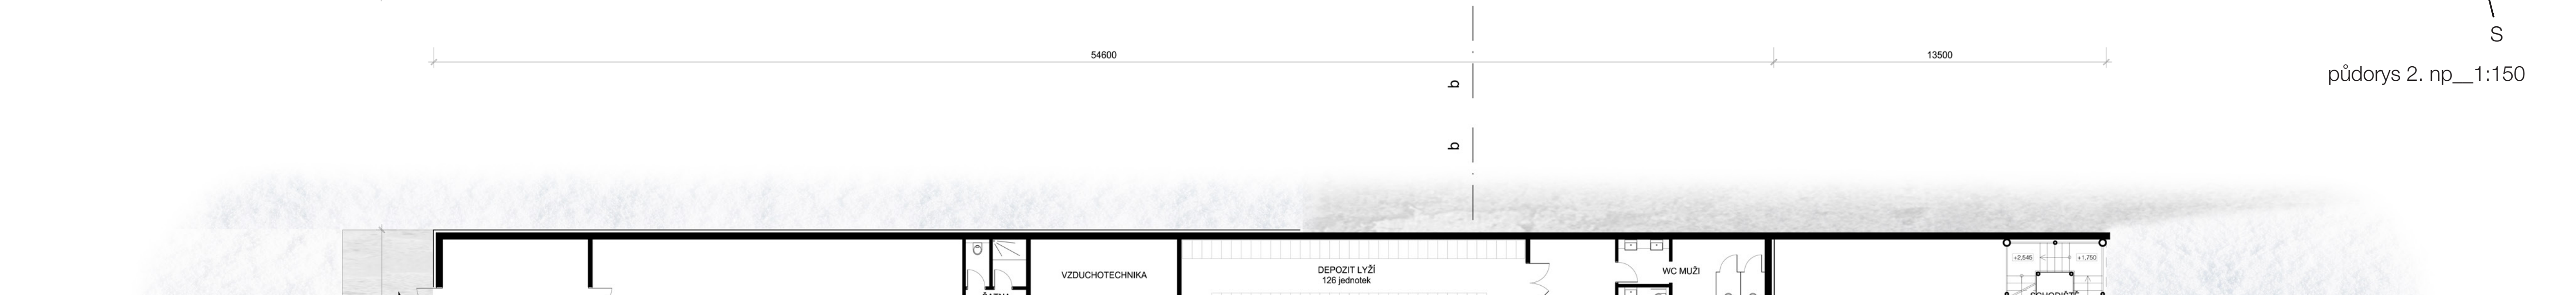 S
54600
13500
půdorys 2. np__1:150
b
b
+2,545
+1,750
DEPOZIT LYŽÍ
126 jednotek
WC MUŽI
VZDUCHOTECHNIKA